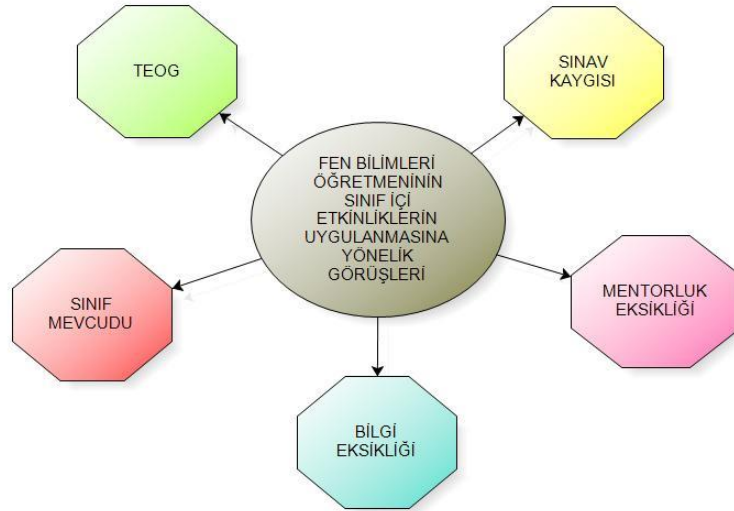 TEOG
SINAV
KAYGISI
FEN BİLİMLERİ
ÖĞRETMENİNİN
SINIF İÇİ
ETKİNLİKLERİN
UYGULANMASINA
YÖNELİK
GÖRÜŞLERİ
SINIF
MEVCUDU
MENTORLUK
EKSİKLİĞİ
BİLGİ
EKSİKLİĞİ